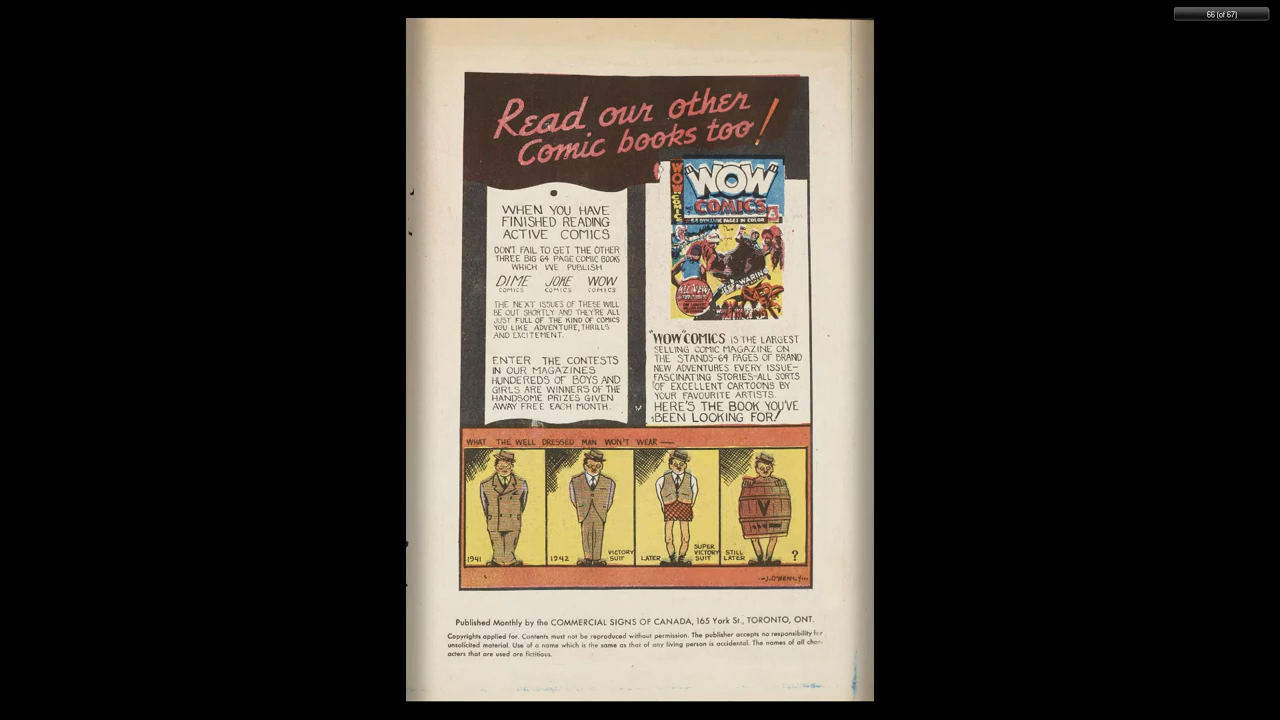 66 (of 67)
Read our other
Comic books too!
WHEN YOU HAVE
FINISHED READING
ACTIVE COMICS
DON'T FAIL TO GET THE OTHER
THREE BIG 64 PAGE COMIC BOOKS
WHICH WE PUBLISH
DIME JOKE WOW
COMICS COMICS COMICS
THE NEXT ISSUES OF THESE WILL
BE OUT SHORTLY AND THEY'RE ALL
JUST FULL OF THE KIND OF COMICS
YOU LIKE ADVENTURE, THRILLS
AND EXCITEMENT.
ENTER THE CONTESTS
IN OUR MAGAZINES
HUNDEREDS OF BOYS AND
GIRLS ARE WINNERS OF THE
HANDSOME PRIZES GIVEN
AWAY FREE EACH MONTH.
WOW COMICS
"WOW"
COMICS
64 DYNAMIC PAGES IN COLOR
JEFF WARING
ALL NEW!
"WOW" COMICS IS THE LARGEST
SELLING COMIC MAGAZINE ON
THE STANDS-64 PAGES OF BRAND
NEW ADVENTURES EVERY ISSUE-
FASCINATING STORIES-ALL SORTS
OF EXCELLENT CARTOONS BY
YOUR FAVOURITE ARTISTS.
HERE'S THE BOOK YOU'VE
BEEN LOOKING FOR!
WHAT THE WELL DRESSED MAN WON'T WEAR —
1941
1942 VICTORY
SUIT
LATER SUPER
VICTORY
SUIT
V
STILL
LATER ?
Published Monthly by the COMMERCIAL SIGNS OF CANADA, 165 York St., TORONTO, ONT.
Copyrights applied for. Contents must not be reproduced without permission. The publisher accepts no responsibility for
unsolicited material. Use of a name which is the same as that of any living person is accidental. The names of all char-
acters that are used are fictitious.